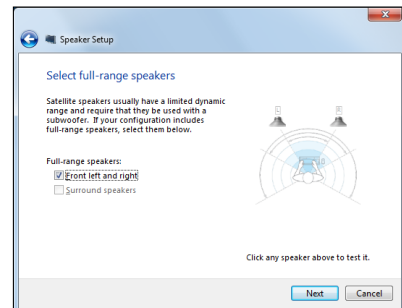 Speaker Setup
Select full-range speakers
Satellite speakers usually have a limited dynamic
range and require that they be used with a
subwoofer. If your configuration includes
full-range speakers, select them below.
L R
Full-range speakers:
Front left and right
Surround speakers
Click any speaker above to test it.
Next Cancel